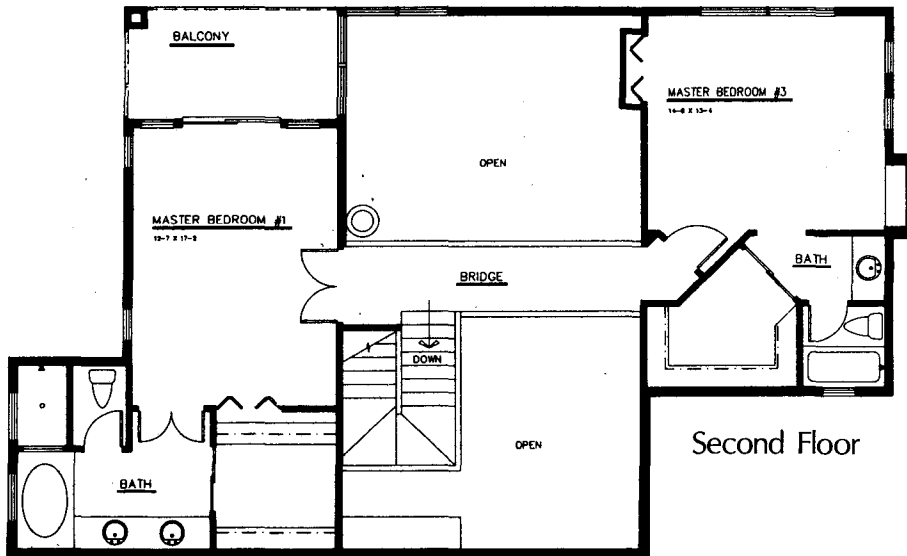 BALCONY
MASTER BEDROOM #3
OPEN
MASTER BEDROOM #1
BATH
BRIDGE
DOWN
Second Floor
OPEN
BATH